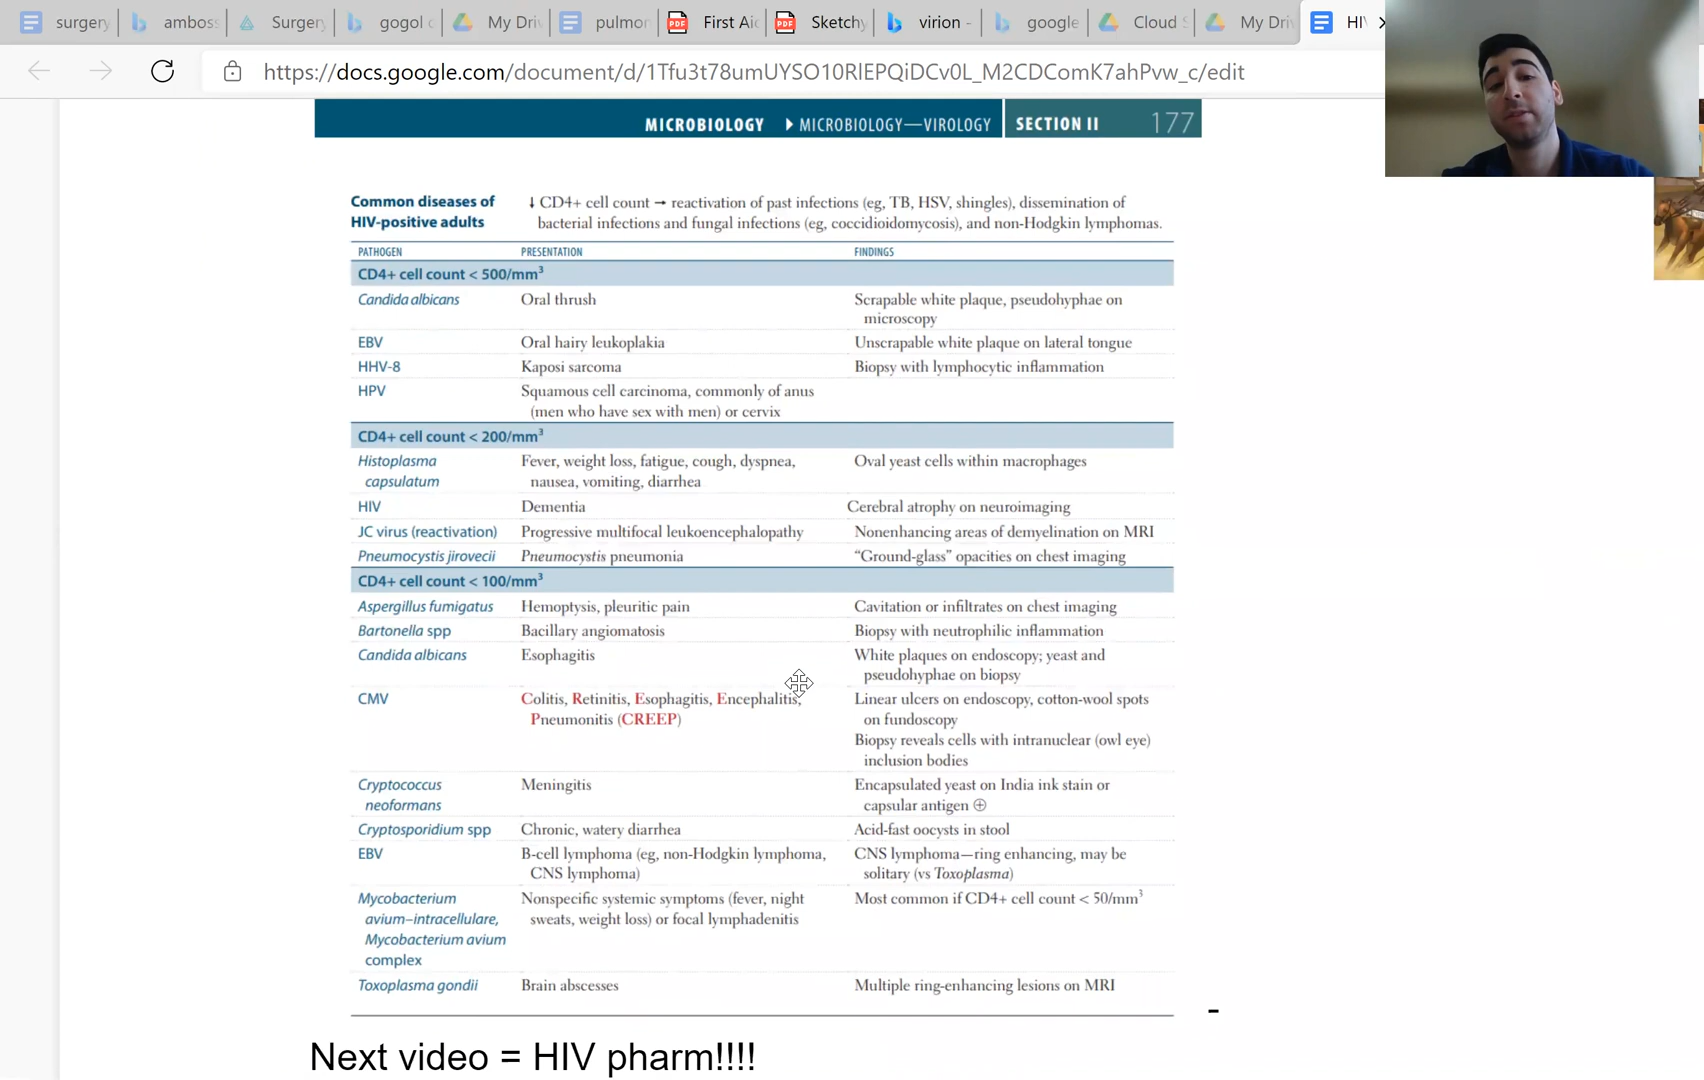 surgery
amboss
Surgery
gogol c
My Driv
pulmon
First Aid
Sketchy
virion -
google
Cloud S
My Driv
HIV
https://docs.google.com/document/d/1Tfu3t78umUYSO10RlEPQiDCv0L_M2CDComK7ahPvw_c/edit
MICROBIOLOGY ▶ MICROBIOLOGY—VIROLOGY SECTION II 177
Common diseases of
HIV-positive adults
↓ CD4+ cell count → reactivation of past infections (eg, TB, HSV, shingles), dissemination of
bacterial infections and fungal infections (eg, coccidioidomycosis), and non-Hodgkin lymphomas.
PATHOGEN PRESENTATION FINDINGS
CD4+ cell count < 500/mm³
Candida albicans Oral thrush Scrapable white plaque, pseudohyphae on
microscopy
EBV Oral hairy leukoplakia Unscrapable white plaque on lateral tongue
HHV-8 Kaposi sarcoma Biopsy with lymphocytic inflammation
HPV Squamous cell carcinoma, commonly of anus
(men who have sex with men) or cervix
CD4+ cell count < 200/mm³
Histoplasma Fever, weight loss, fatigue, cough, dyspnea, Oval yeast cells within macrophages
capsulatum nausea, vomiting, diarrhea
HIV Dementia Cerebral atrophy on neuroimaging
JC virus (reactivation) Progressive multifocal leukoencephalopathy Nonenhancing areas of demyelination on MRI
Pneumocystis jirovecii Pneumocystis pneumonia “Ground-glass” opacities on chest imaging
CD4+ cell count < 100/mm³
Aspergillus fumigatus Hemoptysis, pleuritic pain Cavitation or infiltrates on chest imaging
Bartonella spp Bacillary angiomatosis Biopsy with neutrophilic inflammation
Candida albicans Esophagitis White plaques on endoscopy; yeast and
pseudohyphae on biopsy
CMV Colitis, Retinitis, Esophagitis, Encephalitis, Linear ulcers on endoscopy, cotton-wool spots
Pneumonitis (CREEP) on fundoscopy
Biopsy reveals cells with intranuclear (owl eye)
inclusion bodies
Cryptococcus Meningitis Encapsulated yeast on India ink stain or
neoformans capsular antigen ⊕
Cryptosporidium spp Chronic, watery diarrhea Acid-fast oocysts in stool
EBV B-cell lymphoma (eg, non-Hodgkin lymphoma, CNS lymphoma—ring enhancing, may be
CNS lymphoma) solitary (vs Toxoplasma)
Mycobacterium Nonspecific systemic symptoms (fever, night Most common if CD4+ cell count < 50/mm³
avium–intracellulare, sweats, weight loss) or focal lymphadenitis
Mycobacterium avium
complex
Toxoplasma gondii Brain abscesses Multiple ring-enhancing lesions on MRI
-
Next video = HIV pharm!!!!